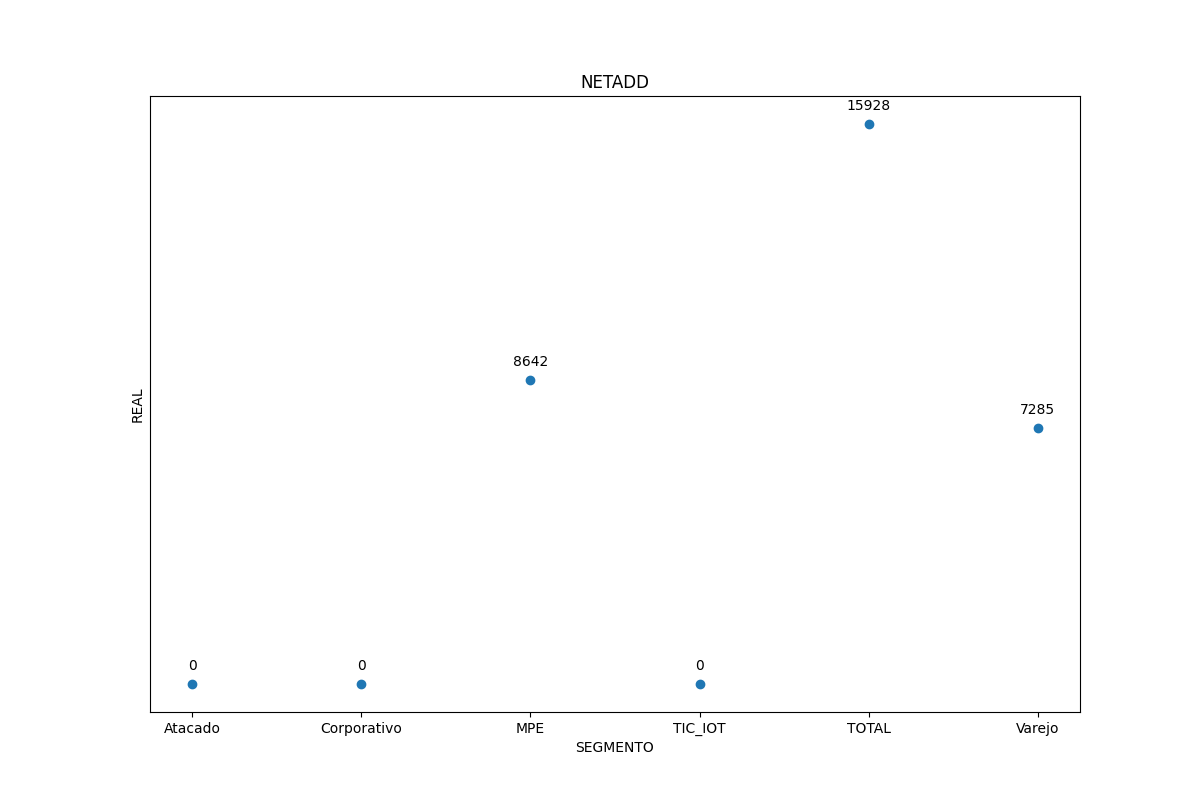 NETADD
15928
8642
7285
REAL
0 0 0
Atacado Corporativo MPE TIC_IOT TOTAL Varejo
SEGMENTO